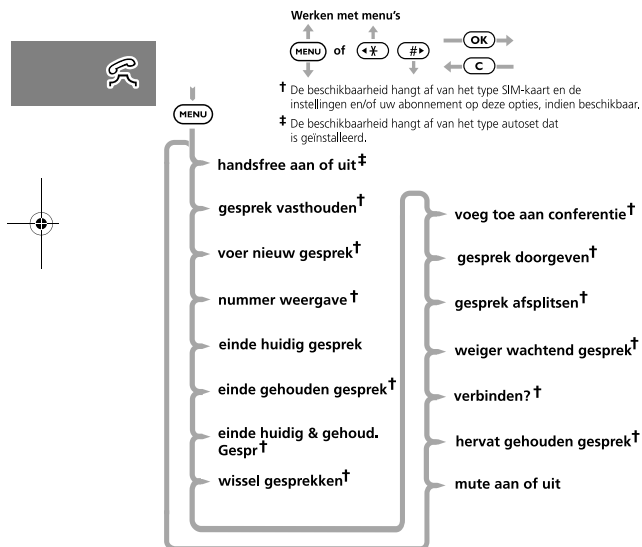 Werken met menu's
MENU of ◂* #▸ OK
C
† De beschikbaarheid hangt af van het type SIM-kaart en de
instellingen en/of uw abonnement op deze opties, indien beschikbaar.
‡ De beschikbaarheid hangt af van het type autoset dat
is geïnstalleerd.
MENU
handsfree aan of uit‡
gesprek vasthouden†
voer nieuw gesprek†
nummer weergave†
einde huidig gesprek
einde gehouden gesprek†
einde huidig & gehoud.
Gespr†
wissel gesprekken†
voeg toe aan conferentie†
gesprek doorgeven†
gesprek afsplitsen†
weiger wachtend gesprek†
verbinden?†
hervat gehouden gesprek†
mute aan of uit